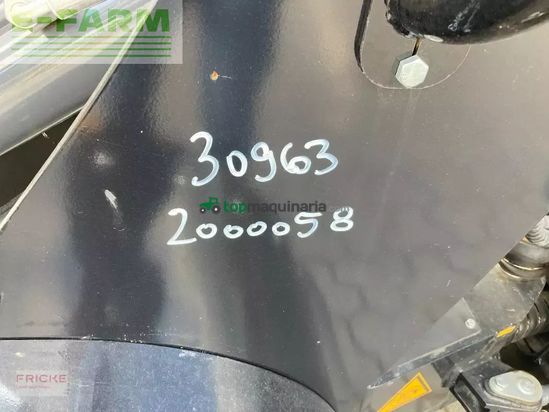 C-FARM
30963
topmaquinaria
2000058
FRICKE